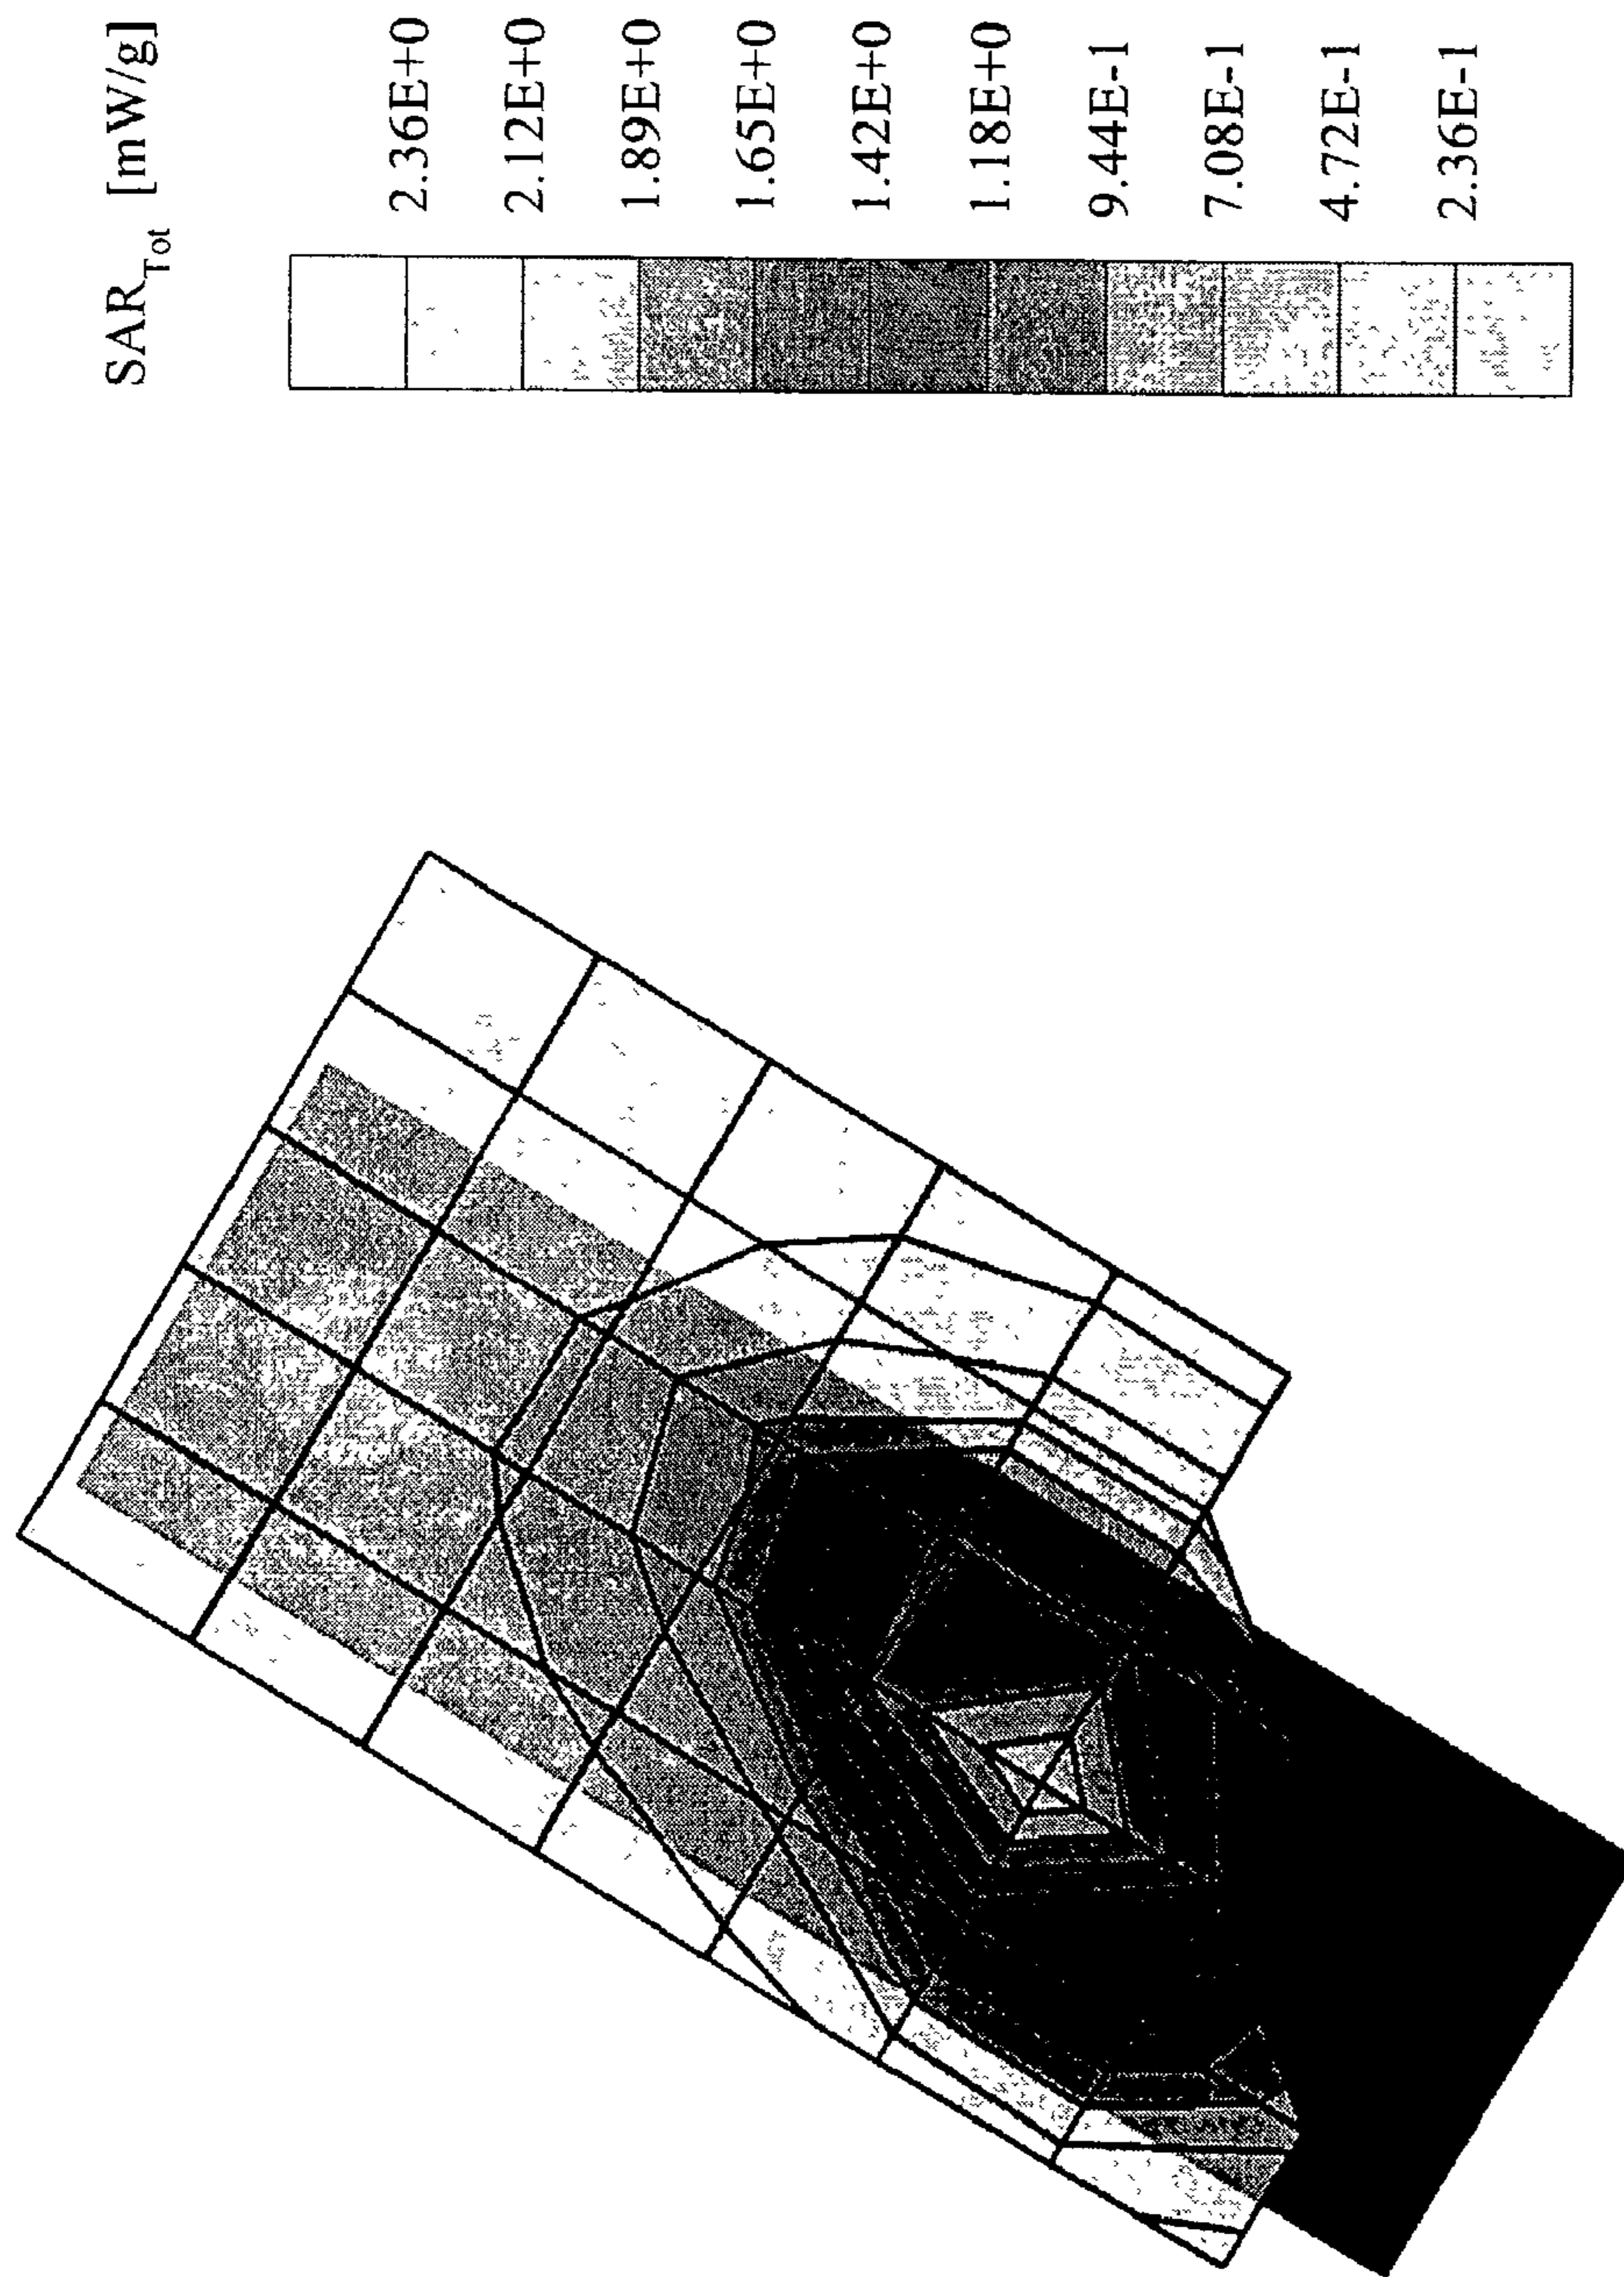 SAR_Tot [mW/g]
2.36E+0
2.12E+0
1.89E+0
1.65E+0
1.42E+0
1.18E+0
9.44E-1
7.08E-1
4.72E-1
2.36E-1